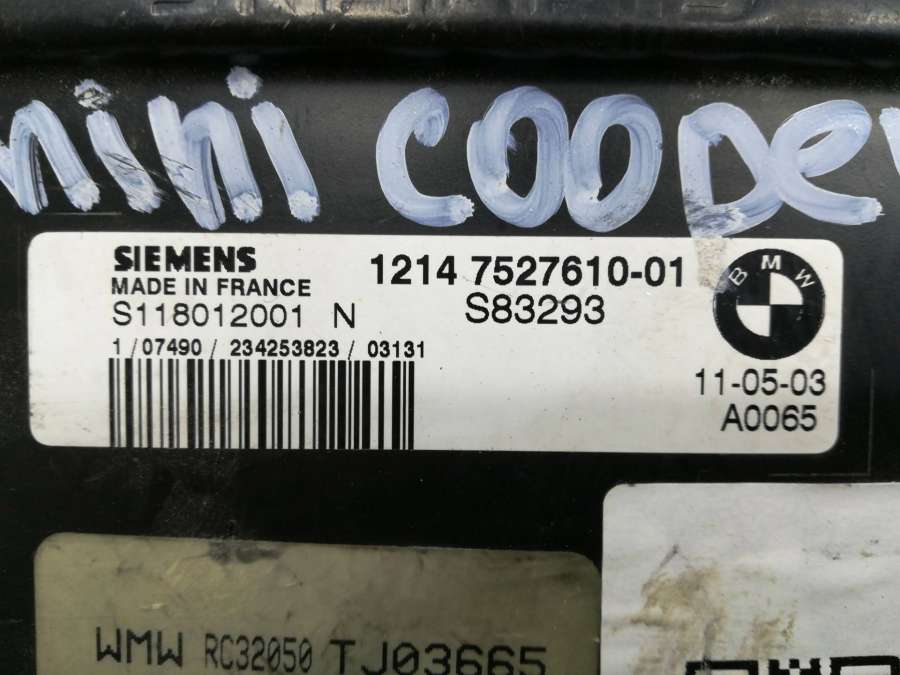 mini COOPer
SIEMENS
MADE IN FRANCE
S118012001 N
1214 7527610-01
S83293
1/07490/234253823/03131
BMW
11-05-03
A0065
WMW RC32050 TJ03665